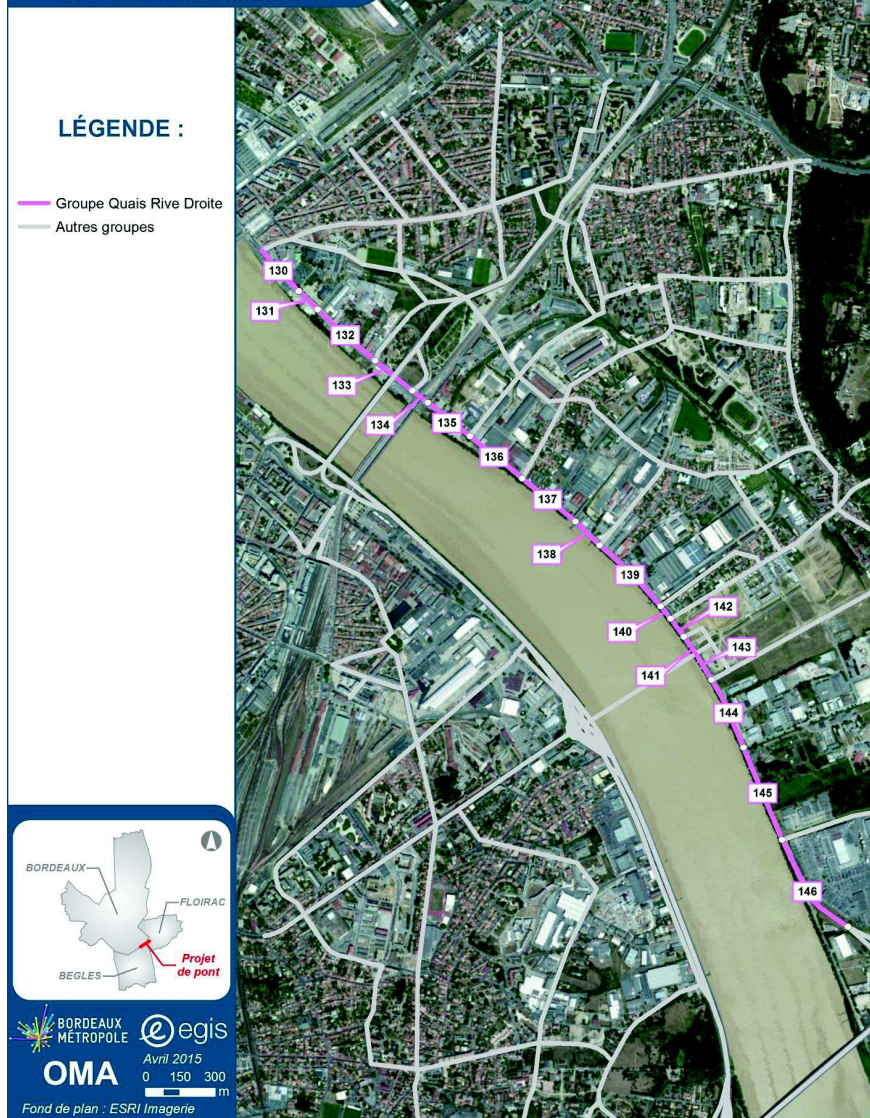 LÉGENDE :
Groupe Quais Rive Droite
Autres groupes
130
131
132
133
134
135
136
137
138
139
140
142
141
143
144
145
146
BORDEAUX
FLOIRAC
Projet
de pont
BEGLES
BORDEAUX
MÉTROPOLE
egis
OMA
Avril 2015
0 150 300
m
Fond de plan : ESRI Imagerie